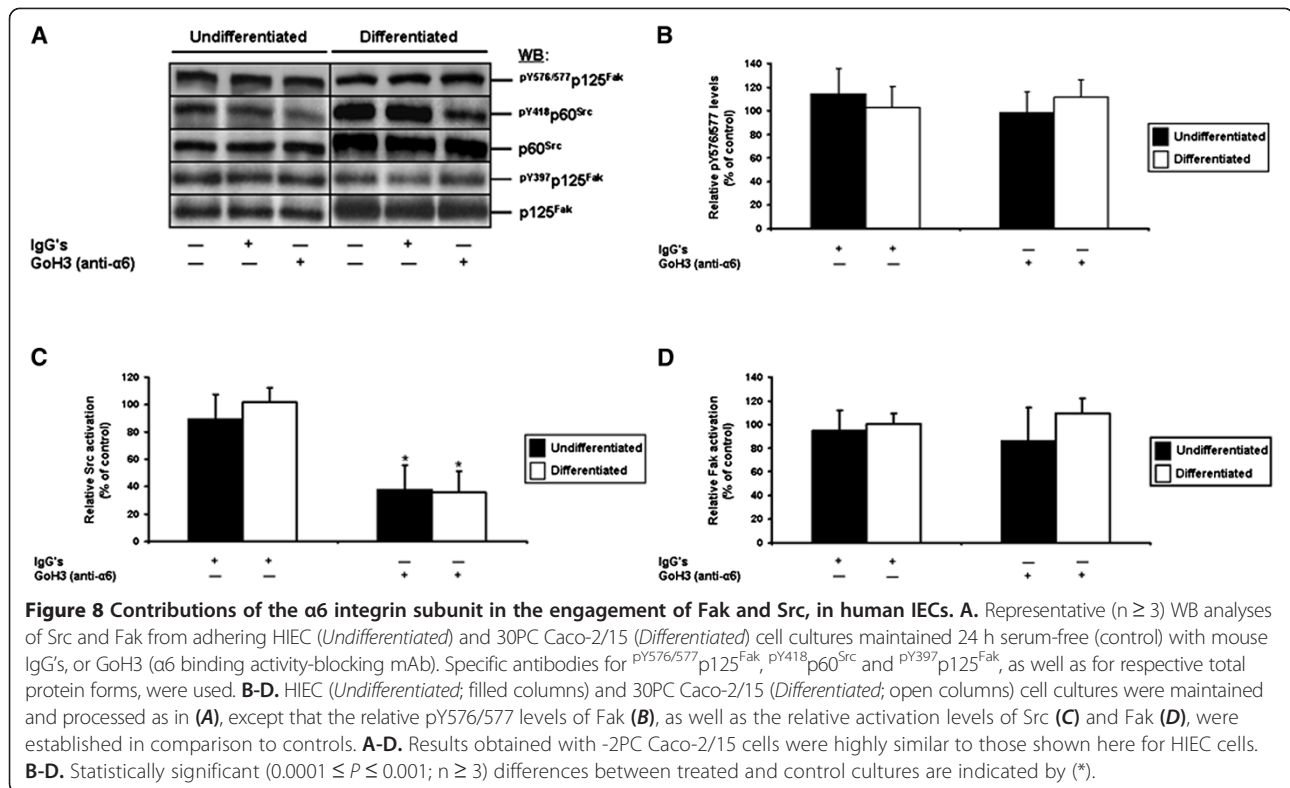 A
Undifferentiated Differentiated
WB:
pY576/577p125Fak
pY418p60Src
p60Src
pY397p125Fak
p125Fak
IgG's — + — — + —
GoH3 (anti-α6) — — + — — +
B
Relative pY576/577 levels
(% of control)
140
120
100
80
60
40
20
0
Undifferentiated
Differentiated
IgG's + + — —
GoH3 (anti-α6) — — + +
C
Relative Src activation
(% of control)
120
100
80
60
40
20
0
* *
Undifferentiated
Differentiated
IgG's + + — —
GoH3 (anti-α6) — — + +
D
Relative Fak activation
(% of control)
140
120
100
80
60
40
20
0
Undifferentiated
Differentiated
IgG's + + — —
GoH3 (anti-α6) — — + +
Figure 8 Contributions of the α6 integrin subunit in the engagement of Fak and Src, in human IECs. A. Representative (n ≥ 3) WB analyses
of Src and Fak from adhering HIEC (Undifferentiated) and 30PC Caco-2/15 (Differentiated) cell cultures maintained 24 h serum-free (control) with mouse
IgG's, or GoH3 (α6 binding activity-blocking mAb). Specific antibodies for pY576/577p125Fak, pY418p60Src and pY397p125Fak, as well as for respective total
protein forms, were used. B-D. HIEC (Undifferentiated; filled columns) and 30PC Caco-2/15 (Differentiated; open columns) cell cultures were maintained
and processed as in (A), except that the relative pY576/577 levels of Fak (B), as well as the relative activation levels of Src (C) and Fak (D), were
established in comparison to controls. A-D. Results obtained with -2PC Caco-2/15 cells were highly similar to those shown here for HIEC cells.
B-D. Statistically significant (0.0001 ≤ P ≤ 0.001; n ≥ 3) differences between treated and control cultures are indicated by (*).